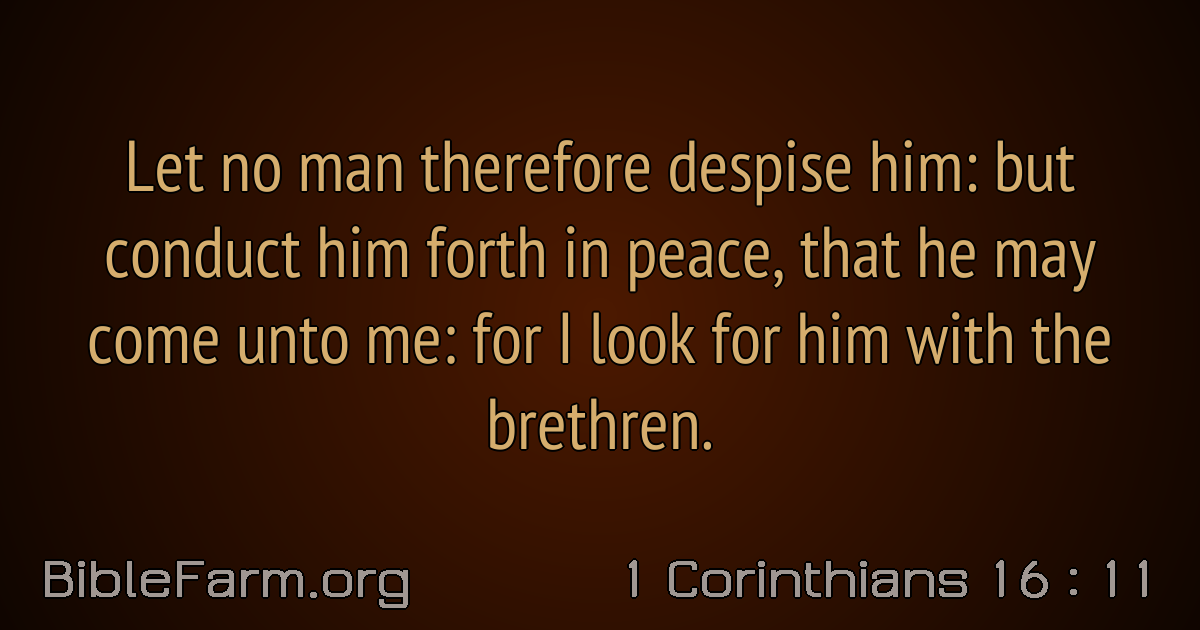 Let no man therefore despise him: but
conduct him forth in peace, that he may
come unto me: for I look for him with the
brethren.
BibleFarm.org
1 Corinthians 16 : 11